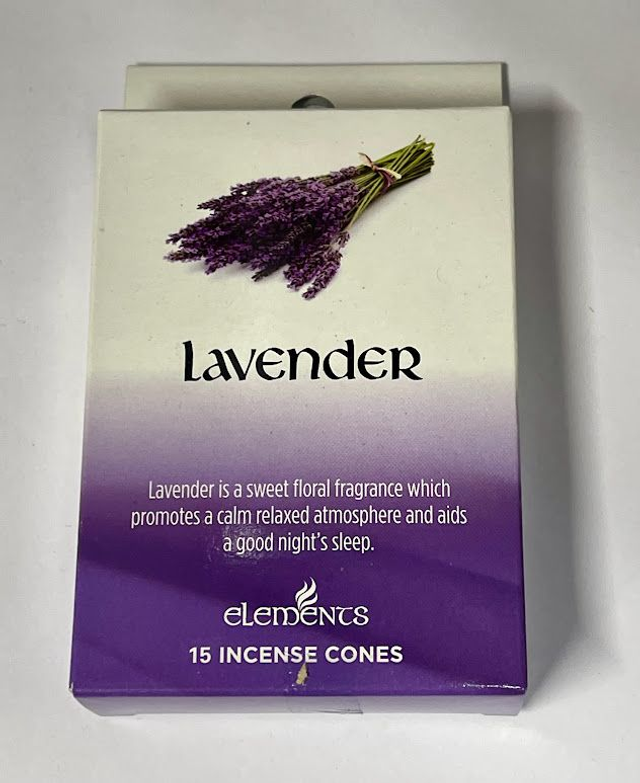 Lavender
Lavender is a sweet floral fragrance which
promotes a calm relaxed atmosphere and aids
a good night's sleep.
elements
15 INCENSE CONES